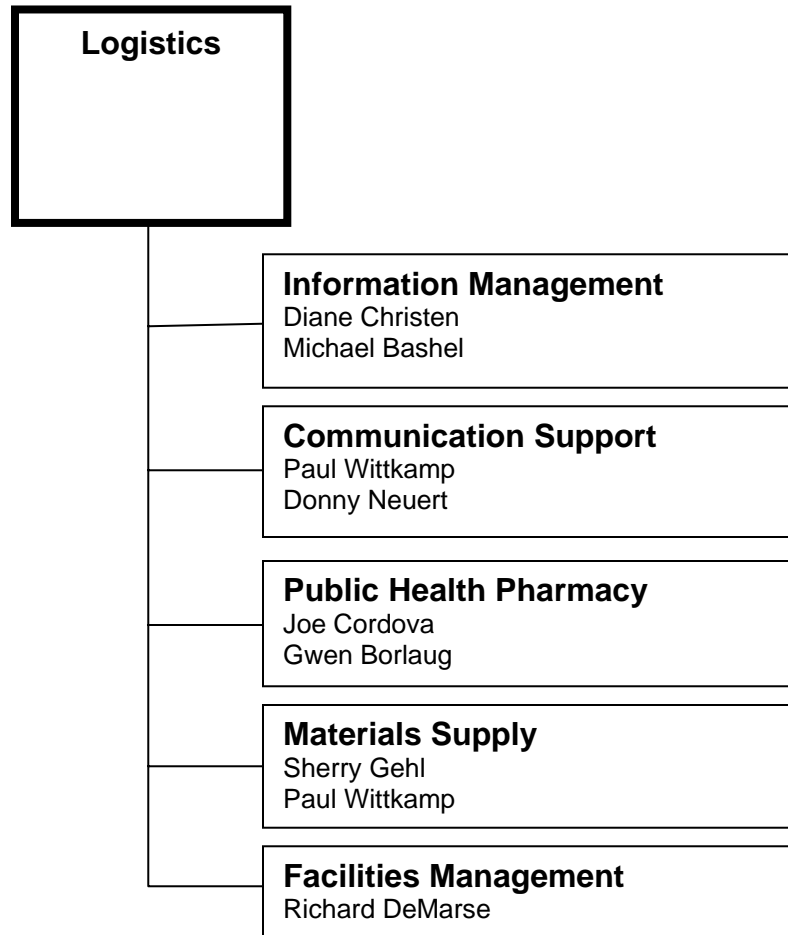 Logistics
Information Management
Diane Christen
Michael Bashel
Communication Support
Paul Wittkamp
Donny Neuert
Public Health Pharmacy
Joe Cordova
Gwen Borlaug
Materials Supply
Sherry Gehl
Paul Wittkamp
Facilities Management
Richard DeMarse